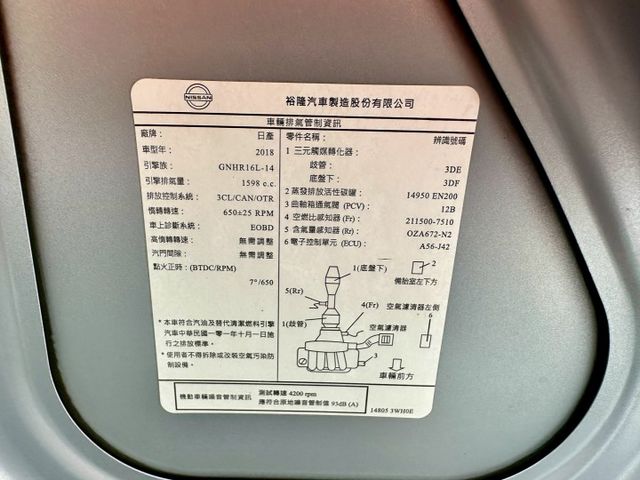 NISSAN
裕隆汽車製造股份有限公司
車輛排氣管制資訊
廠牌： 日產
車型年： 2018
引擎族： GNHR16L-14
引擎排氣量： 1598 c.c.
排放控制系統： 3CL/CAN/OTR
惰轉轉速： 650±25 RPM
車上診斷系統： EOBD
高惰轉轉速： 無需調整
汽門間隙： 無需調整
點火正時： (BTDC/RPM)
7°/650
*本車符合汽油及替代清潔燃料引擎
汽車中華民國一○一年十月一日施
行之排放標準。
*使用者不得拆除或改裝空氣污染防
制設備。
零件名稱： 辨識號碼
1 三元觸媒轉化器：
歧管： 3DE
底盤下： 3DF
2 蒸發排放活性碳罐： 14950 EN200
3 曲軸箱通氣閥 (PCV)： 12B
4 空燃比感知器 (Fr)： 211500-7510
5 含氧量感知器 (Rr)： OZA672-N2
6 電子控制單元 (ECU)： A56-J42
1(底盤下)
2
備胎室左下方
5(Rr)
4(Fr)
空氣濾清器左側
1(歧管)
空氣濾清器
6
3
車輛前方
機動車輛噪音管制資訊
測試轉速 4200 rpm
應符合原地噪音管制值 93dB (A)
14805 3WH0E